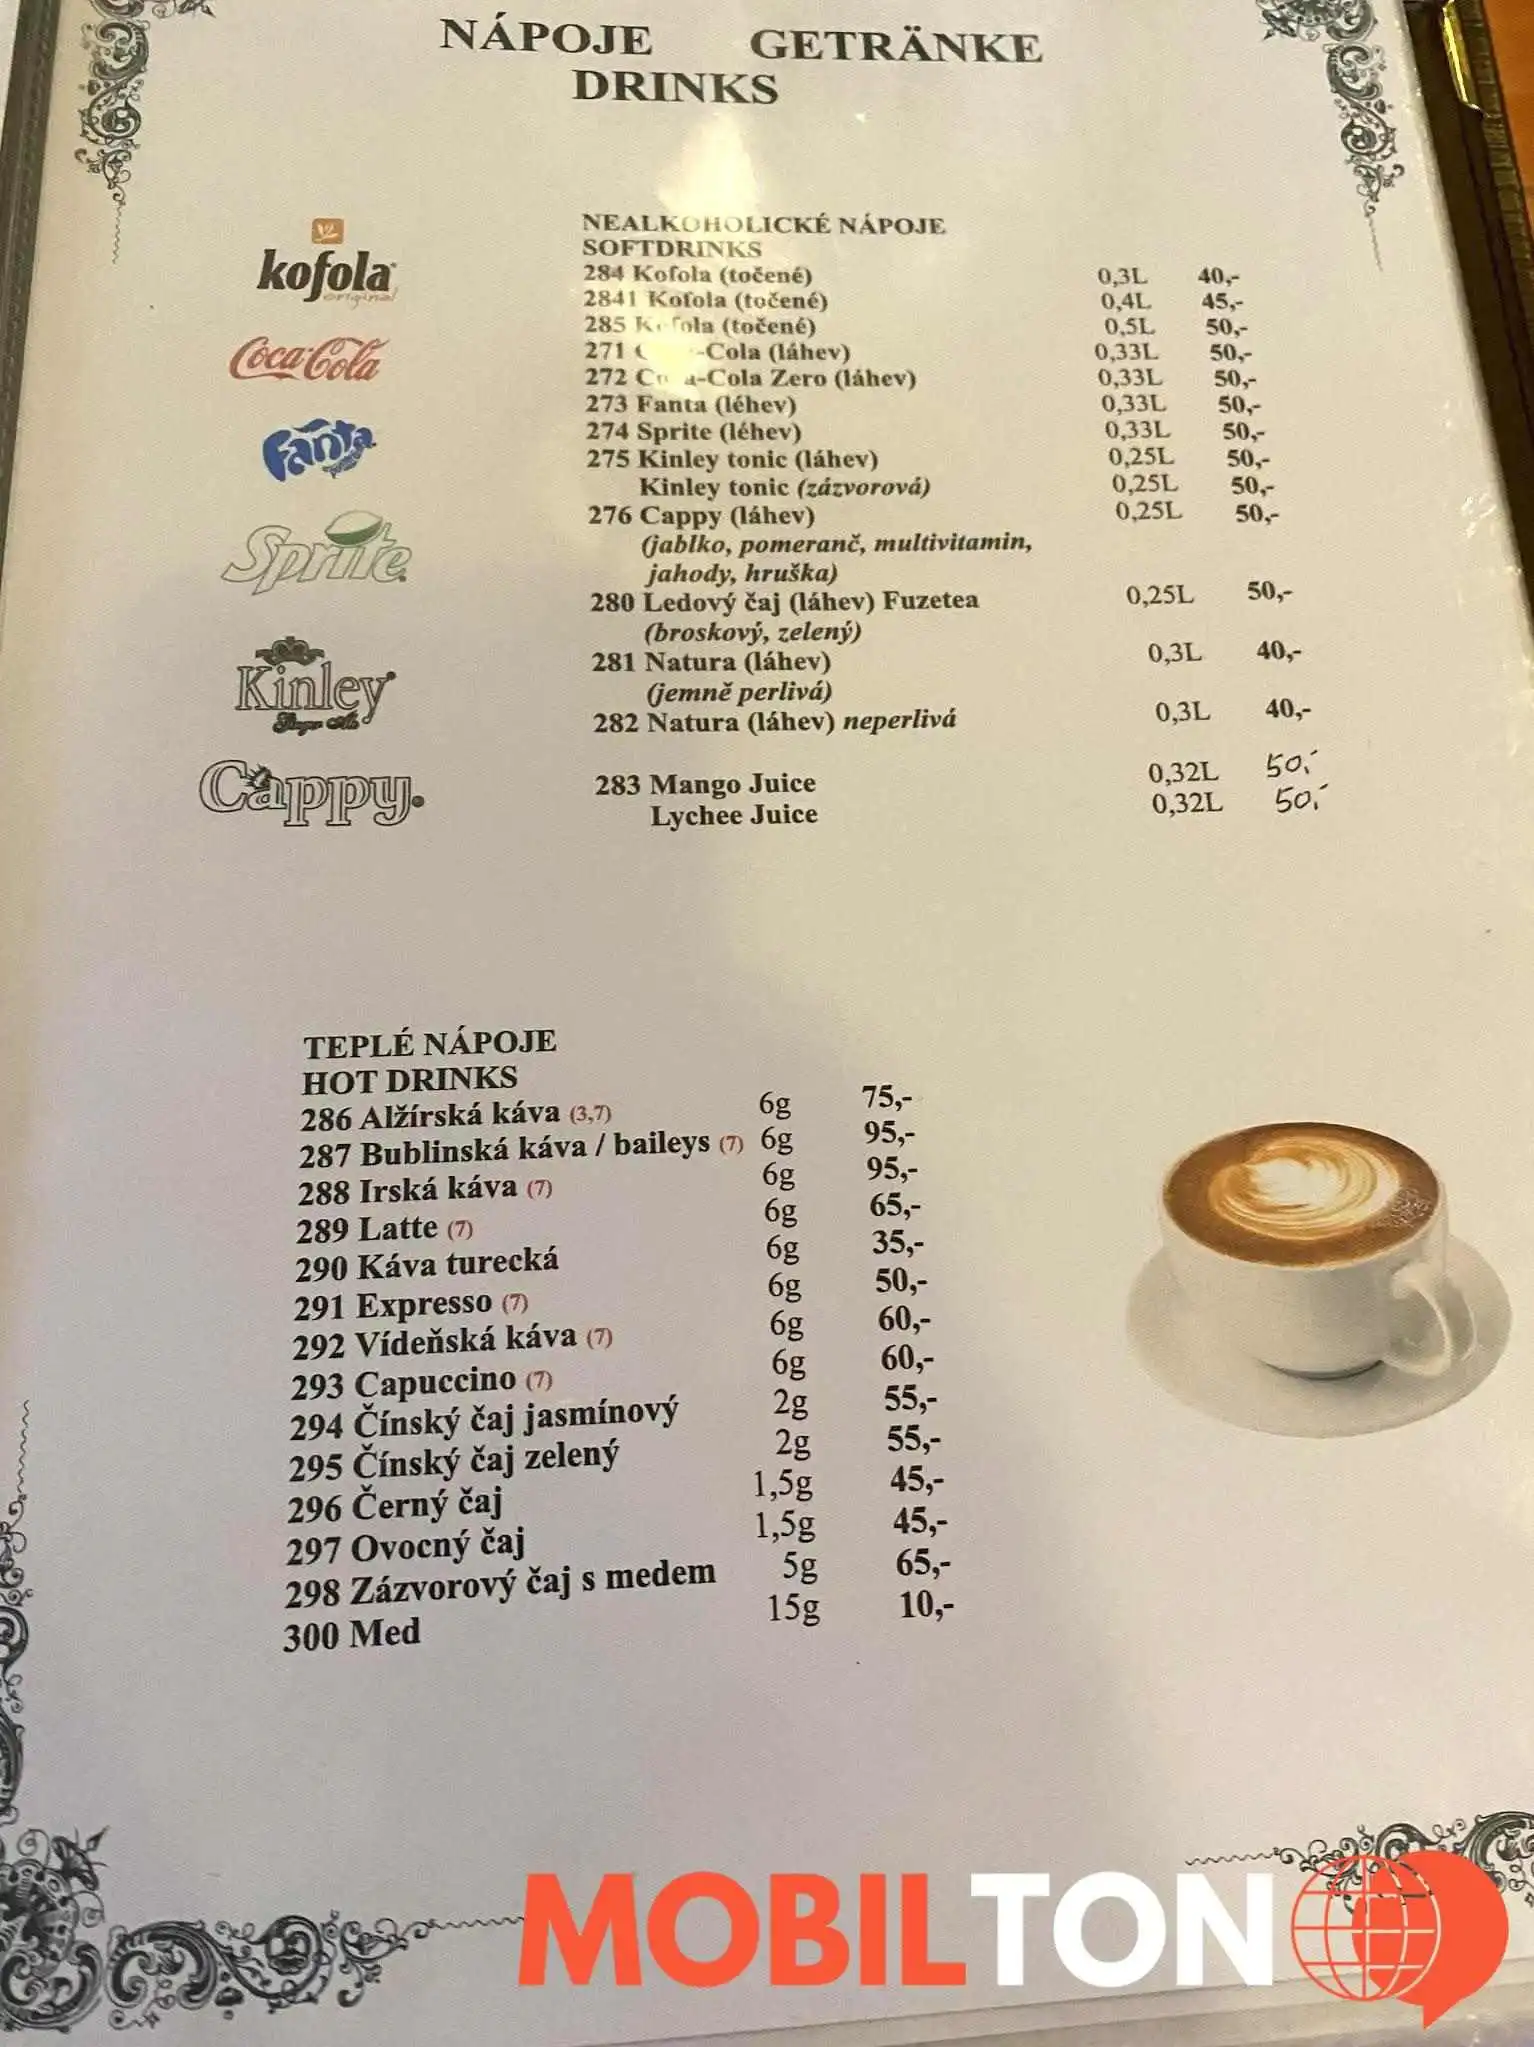 NÁPOJE GETRÄNKE
DRINKS
NEALKOHOLICKÉ NÁPOJE
SOFTDRINKS
kofola
original
284 Kofola (točené) 0,3L 40,-
2841 Kofola (točené) 0,4L 45,-
285 Kofola (točené) 0,5L 50,-
Coca-Cola
271 -Cola (láhev) 0,33L 50,-
272 Coca-Cola Zero (láhev) 0,33L 50,-
273 Fanta (léhev) 0,33L 50,-
Fanta
274 Sprite (léhev) 0,33L 50,-
275 Kinley tonic (láhev) 0,25L 50,-
Kinley tonic (zázvorová) 0,25L 50,-
276 Cappy (láhev) 0,25L 50,-
Sprite
(jablko, pomeranč, multivitamin,
jahody, hruška)
280 Ledový čaj (láhev) Fuzetea 0,25L 50,-
(broskový, zelený)
281 Natura (láhev) 0,3L 40,-
Kinley
(jemně perlivá)
282 Natura (láhev) neperlivá 0,3L 40,-
Cappy
283 Mango Juice 0,32L 50,-
Lychee Juice 0,32L 50,-
TEPLÉ NÁPOJE
HOT DRINKS
286 Alžírská káva (3,7) 6g 75,-
287 Bublinská káva / baileys (7) 6g 95,-
288 Irská káva (7) 6g 95,-
289 Latte (7) 6g 65,-
290 Káva turecká 6g 35,-
291 Expresso (7) 6g 50,-
292 Vídeňská káva (7) 6g 60,-
293 Capuccino (7) 6g 60,-
294 Čínský čaj jasmínový 2g 55,-
295 Čínský čaj zelený 2g 55,-
296 Černý čaj 1,5g 45,-
297 Ovocný čaj 1,5g 45,-
298 Zázvorový čaj s medem 5g 65,-
300 Med 15g 10,-
MOBILTON